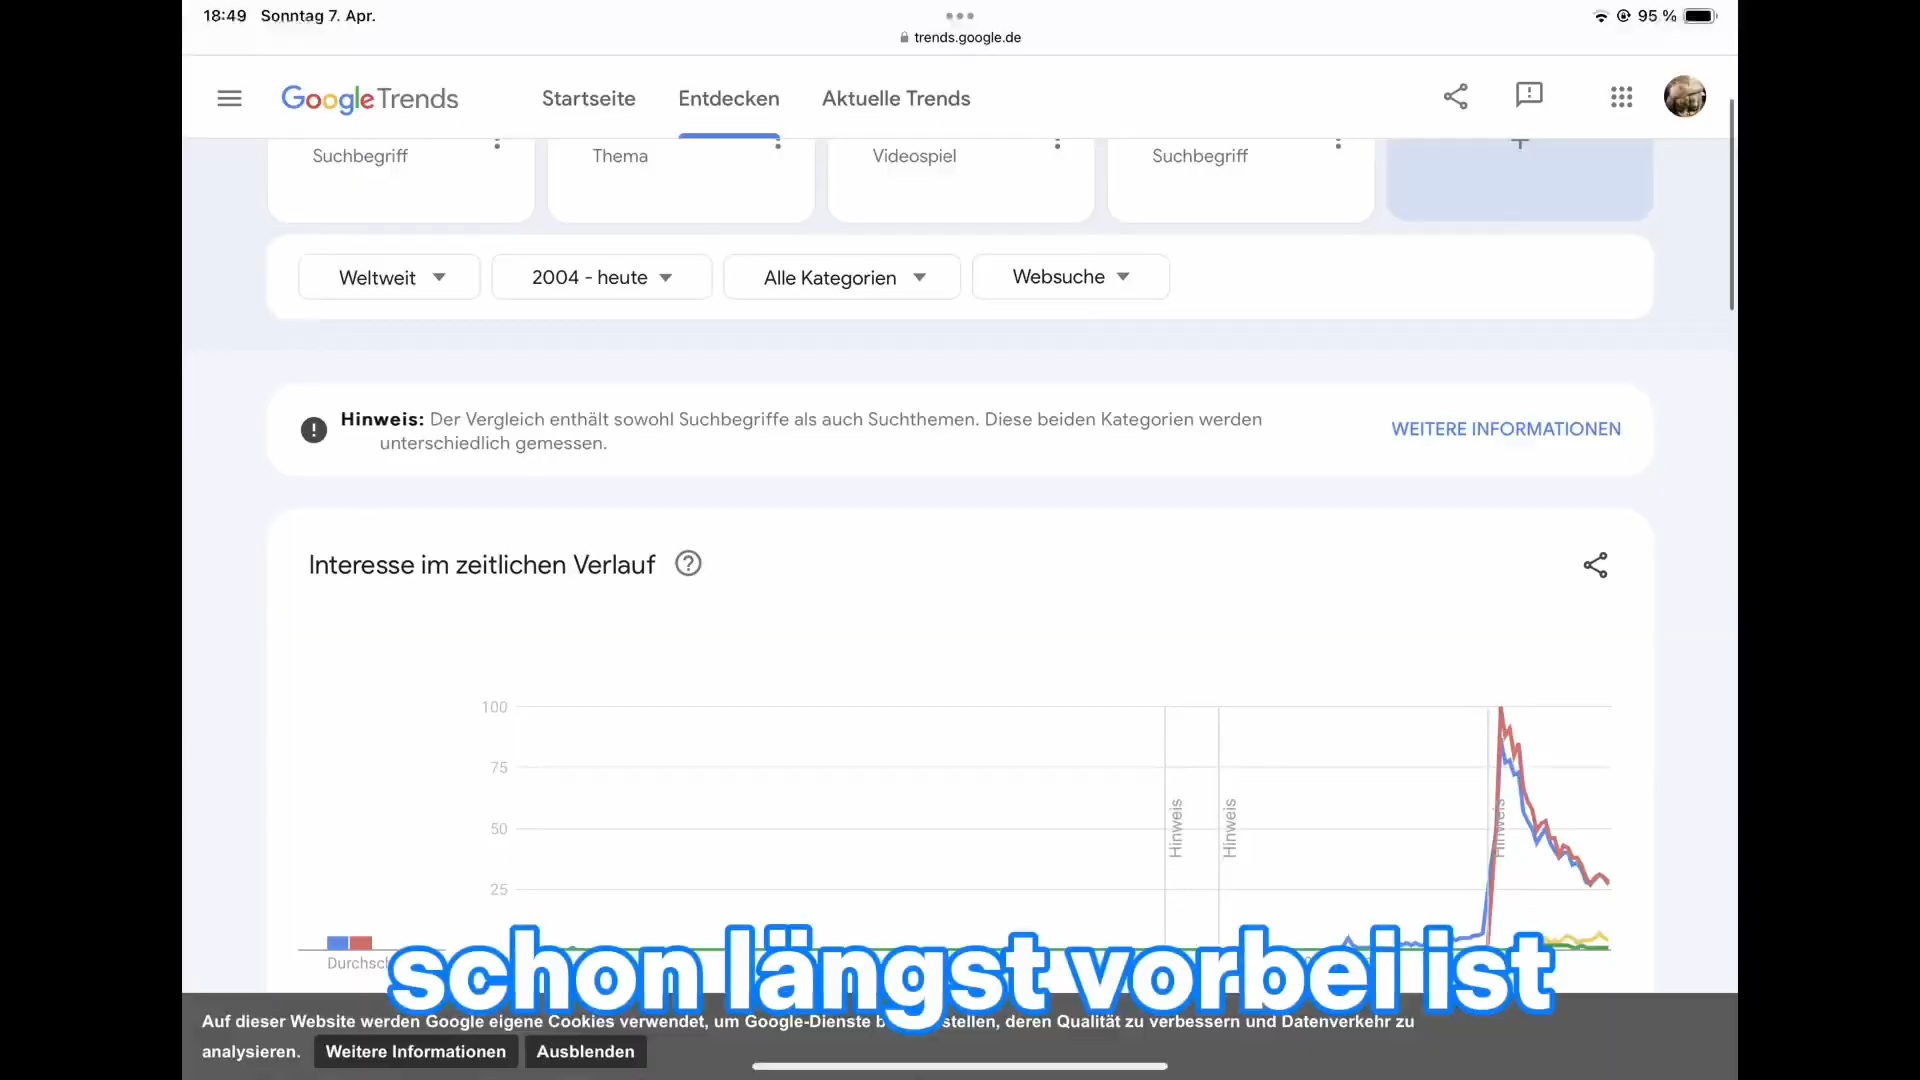 18:49 Sonntag 7. Apr.
95 %
trends.google.de
Google Trends
Startseite
Entdecken
Aktuelle Trends
Suchbegriff
Thema
Videospiel
Suchbegriff
Weltweit
2004 - heute
Alle Kategorien
Websuche
Hinweis: Der Vergleich enthält sowohl Suchbegriffe als auch Suchthemen. Diese beiden Kategorien werden
unterschiedlich gemessen.
WEITERE INFORMATIONEN
Interesse im zeitlichen Verlauf
100
75
50
25
Hinweis
Hinweis
Hinweis
schon längst vorbei ist
Auf dieser Website werden Google eigene Cookies verwendet, um Google-Dienste deren Qualität zu verbessern und Datenverkehr zu
analysieren.
Weitere Informationen
Ausblenden